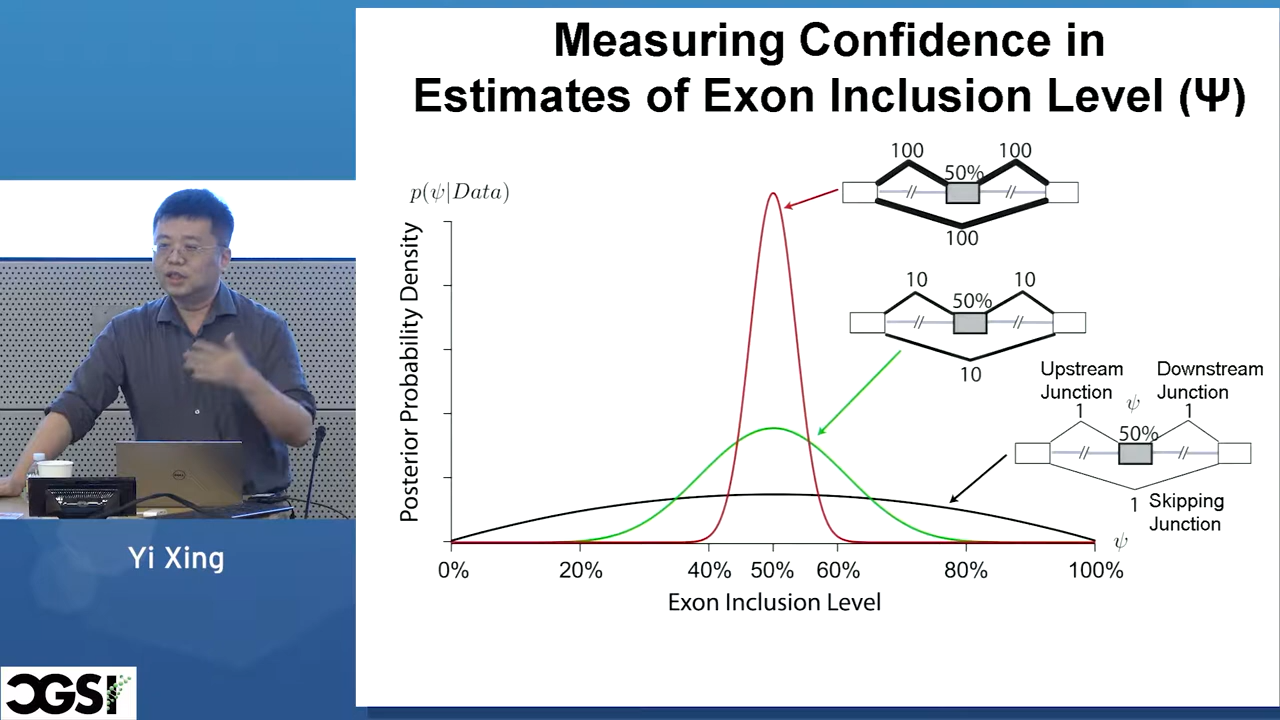 Measuring Confidence in
Estimates of Exon Inclusion Level (Ψ)
p(ψ|Data)
Posterior Probability Density
100
100
50%
100
10
10
50%
10
Upstream
Junction
Downstream
Junction
ψ
1
1
50%
1
Skipping
Junction
ψ
0%
20%
40%
50%
60%
80%
100%
Exon Inclusion Level
Yi Xing
DELL
CGSI